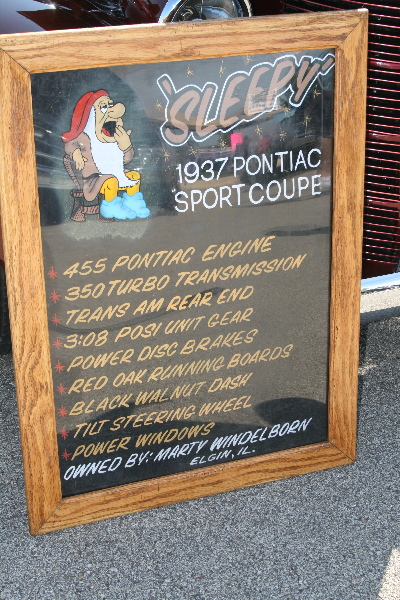 'SLEEPY'
1937 PONTIAC
SPORT COUPE
* 455 PONTIAC ENGINE
* 350 TURBO TRANSMISSION
* TRANS AM REAR END
* 3:08 POSI UNIT GEAR
* POWER DISC BRAKES
* RED OAK RUNNING BOARDS
* BLACK WALNUT DASH
* TILT STEERING WHEEL
* POWER WINDOWS
OWNED BY: MARTY WINDELBORN
ELGIN, IL.